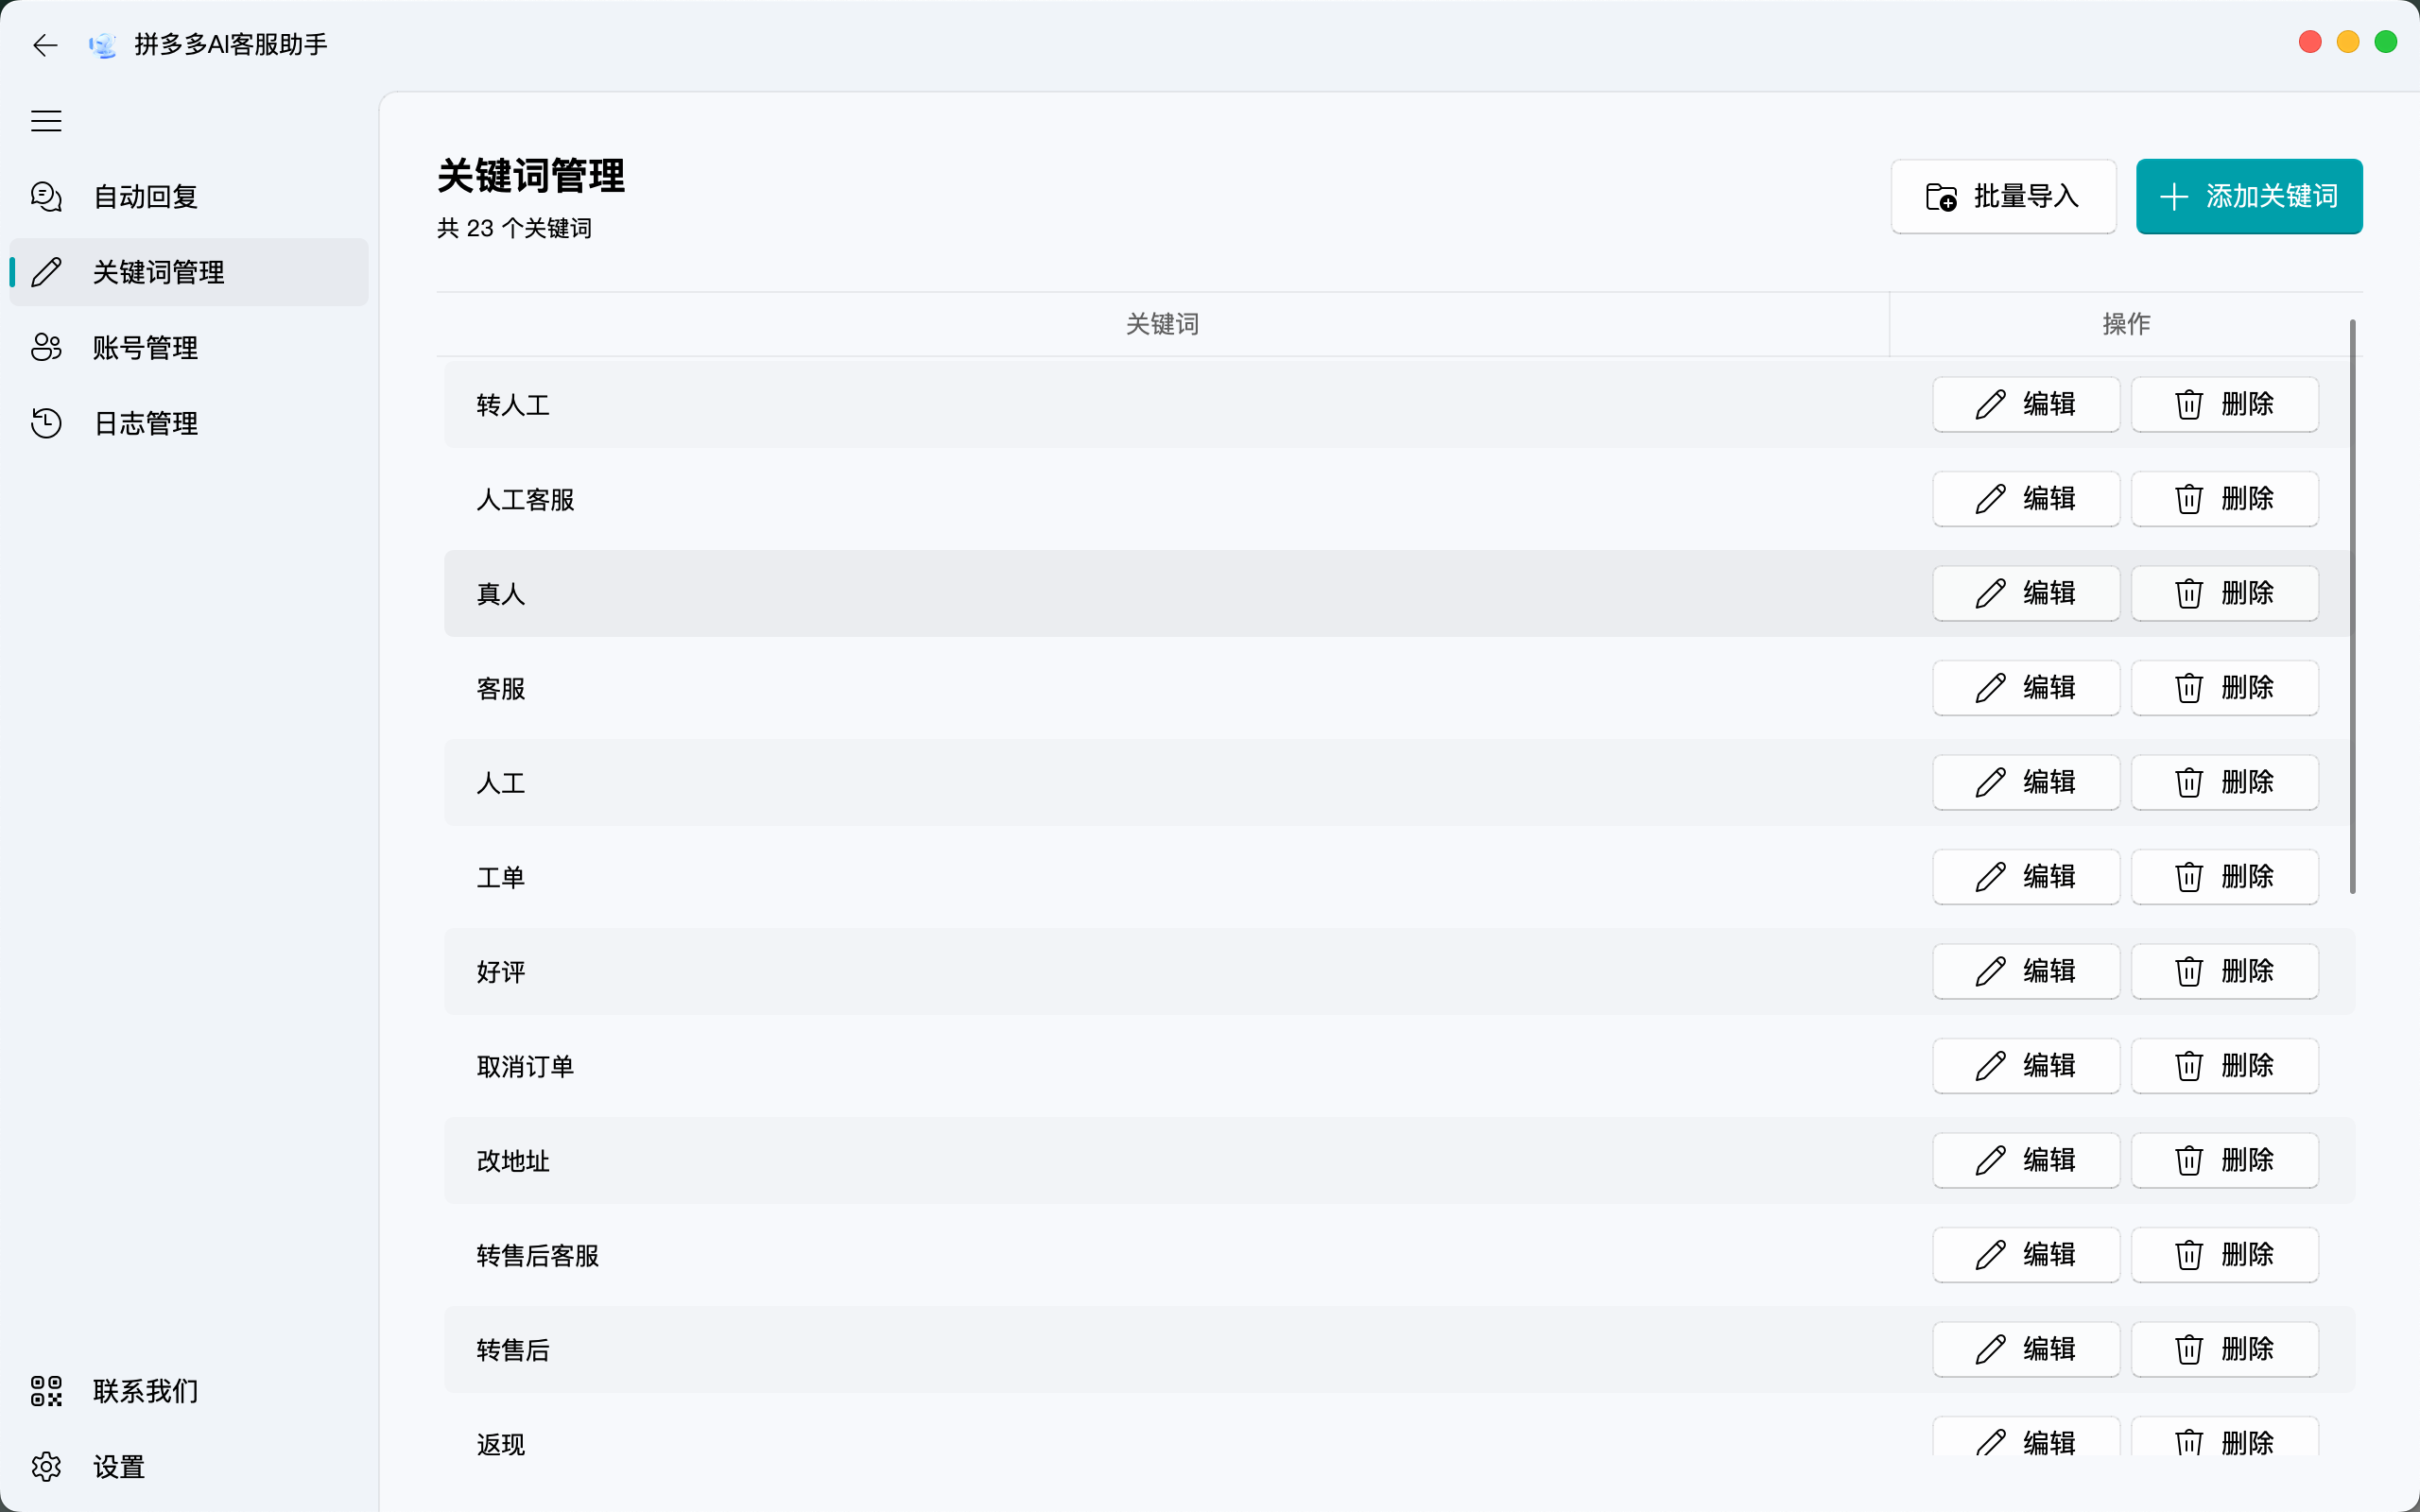 拼多多AI客服助手
自动回复
关键词管理
账号管理
日志管理
联系我们
设置
关键词管理
共 23 个关键词
批量导入
添加关键词
关键词 操作
转人工 编辑 删除
人工客服 编辑 删除
真人 编辑 删除
客服 编辑 删除
人工 编辑 删除
工单 编辑 删除
好评 编辑 删除
取消订单 编辑 删除
改地址 编辑 删除
转售后客服 编辑 删除
转售后 编辑 删除
返现 编辑 删除